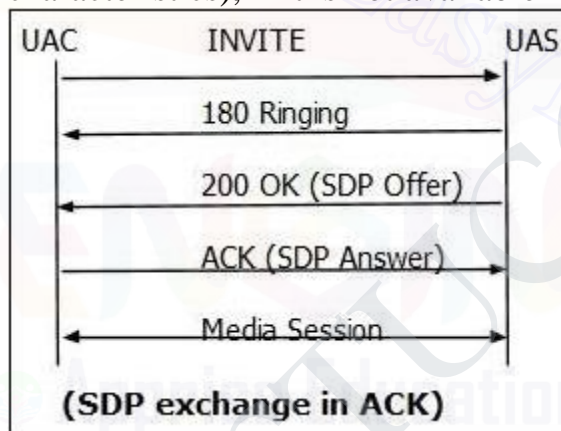 UAC INVITE UAS
180 Ringing
200 OK (SDP Offer)
ACK (SDP Answer)
Media Session
(SDP exchange in ACK)